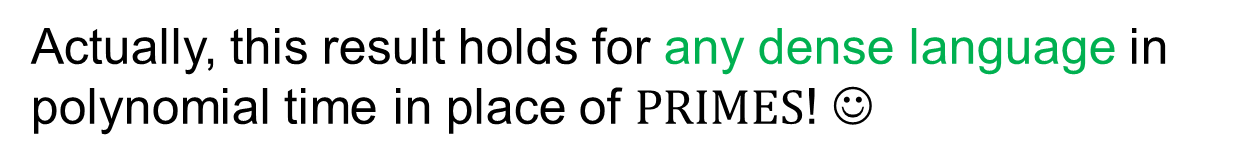 Actually, this result holds for any dense language in
polynomial time in place of PRIMES! ☺